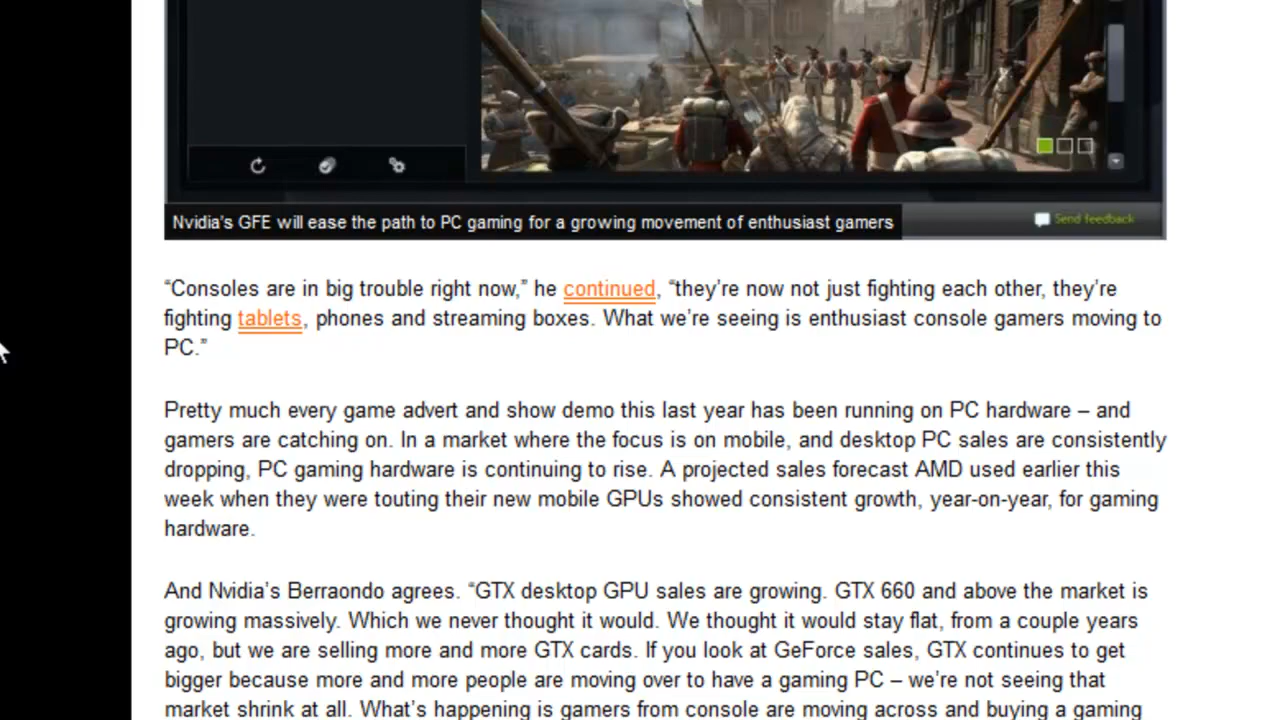 Nvidia's GFE will ease the path to PC gaming for a growing movement of enthusiast gamers
Send feedback
“Consoles are in big trouble right now,” he continued, “they’re now not just fighting each other, they’re
fighting tablets, phones and streaming boxes. What we’re seeing is enthusiast console gamers moving to
PC.”
Pretty much every game advert and show demo this last year has been running on PC hardware – and
gamers are catching on. In a market where the focus is on mobile, and desktop PC sales are consistently
dropping, PC gaming hardware is continuing to rise. A projected sales forecast AMD used earlier this
week when they were touting their new mobile GPUs showed consistent growth, year-on-year, for gaming
hardware.
And Nvidia’s Berraondo agrees. “GTX desktop GPU sales are growing. GTX 660 and above the market is
growing massively. Which we never thought it would. We thought it would stay flat, from a couple years
ago, but we are selling more and more GTX cards. If you look at GeForce sales, GTX continues to get
bigger because more and more people are moving over to have a gaming PC – we’re not seeing that
market shrink at all. What’s happening is gamers from console are moving across and buying a gaming